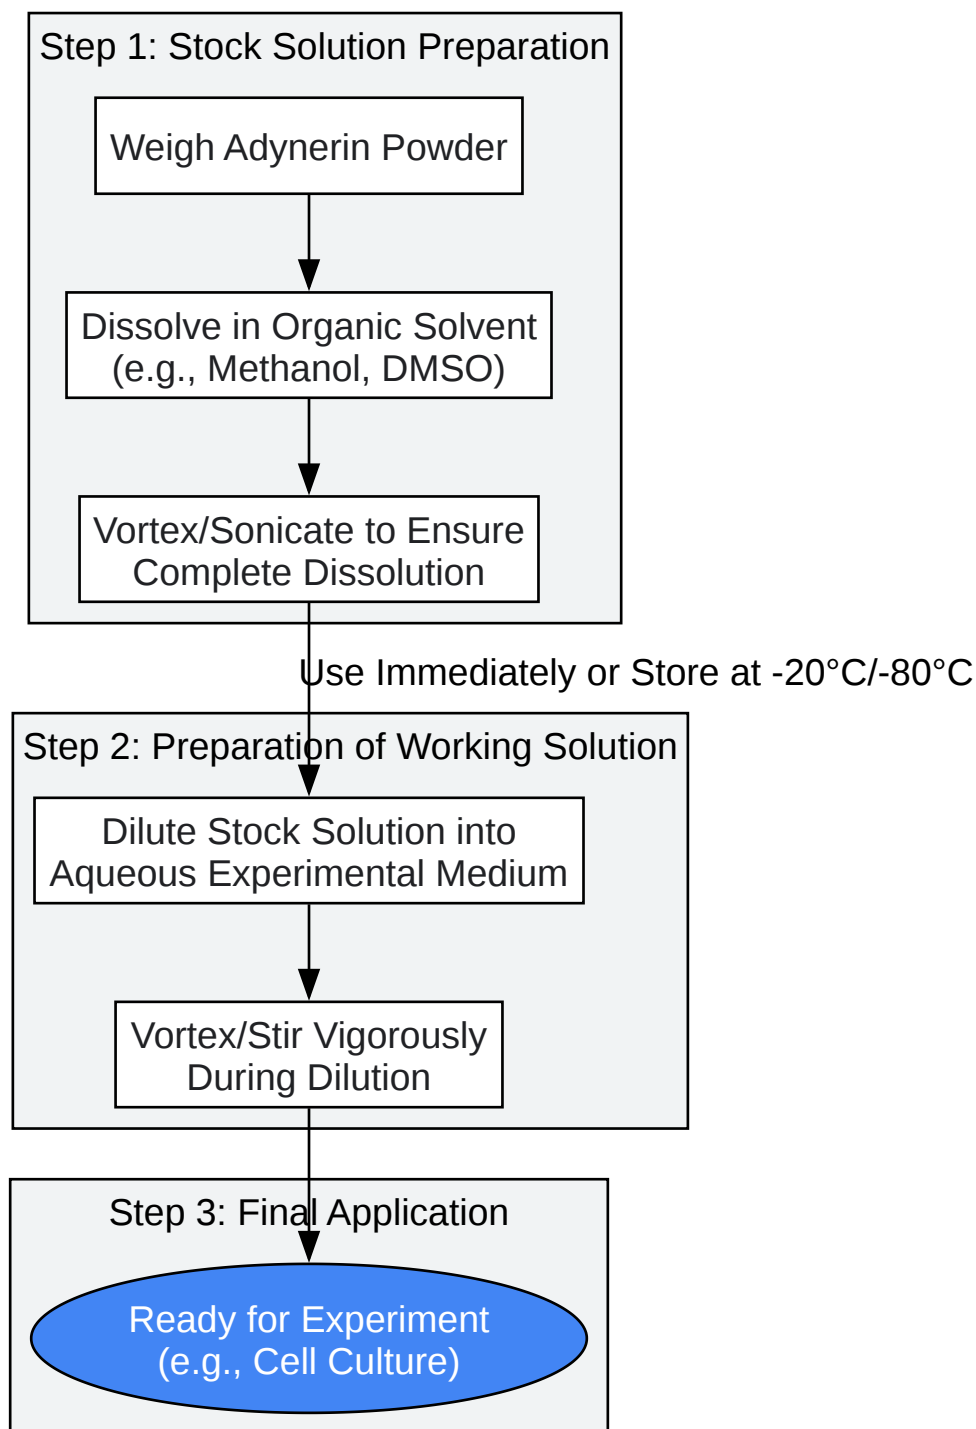 Step 1: Stock Solution Preparation
Weigh Adynerin Powder
Dissolve in Organic Solvent
(e.g., Methanol, DMSO)
Vortex/Sonicate to Ensure
Complete Dissolution
Use Immediately or Store at -20°C/-80°C
Step 2: Preparation of Working Solution
Dilute Stock Solution into
Aqueous Experimental Medium
Vortex/Stir Vigorously
During Dilution
Step 3: Final Application
Ready for Experiment
(e.g., Cell Culture)